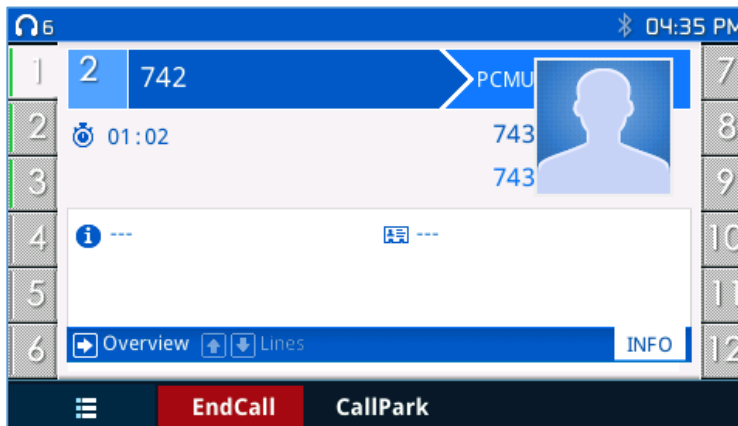 6 04:35 PM
1 2 742 PCMU 7
2 01:02 743 8
3 743 9
4 --- --- 10
5 11
6 Overview Lines INFO 12
EndCall CallPark